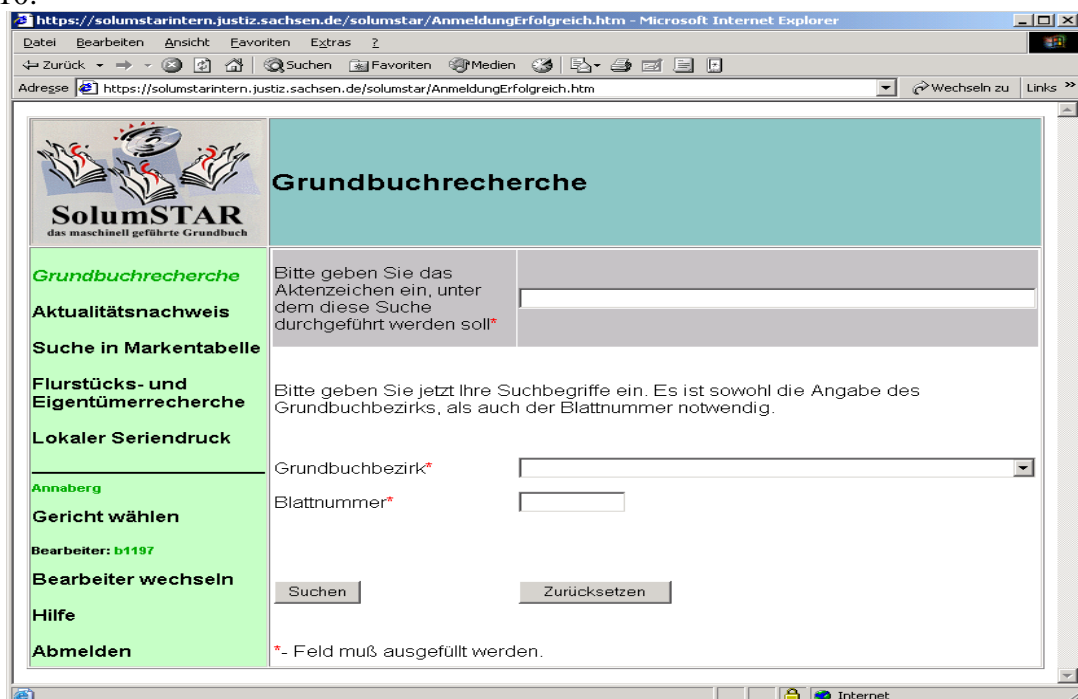 10.
https://solumstarintern.justiz.sachsen.de/solumstar/AnmeldungErfolgreich.htm - Microsoft Internet Explorer
Datei Bearbeiten Ansicht Favoriten Extras ?
Zurück Suchen Favoriten Medien
Adresse https://solumstarintern.justiz.sachsen.de/solumstar/AnmeldungErfolgreich.htm Wechseln zu Links »
SolumSTAR
das maschinell geführte Grundbuch
Grundbuchrecherche
Grundbuchrecherche
Aktualitätsnachweis
Suche in Markentabelle
Flurstücks- und
Eigentümerrecherche
Lokaler Seriendruck
Annaberg
Gericht wählen
Bearbeiter: b1197
Bearbeiter wechseln
Hilfe
Abmelden
Bitte geben Sie das
Aktenzeichen ein, unter
dem diese Suche
durchgeführt werden soll*
Bitte geben Sie jetzt Ihre Suchbegriffe ein. Es ist sowohl die Angabe des
Grundbuchbezirks, als auch der Blattnummer notwendig.
Grundbuchbezirk*
Blattnummer*
Suchen Zurücksetzen
*- Feld muß ausgefüllt werden.
Internet